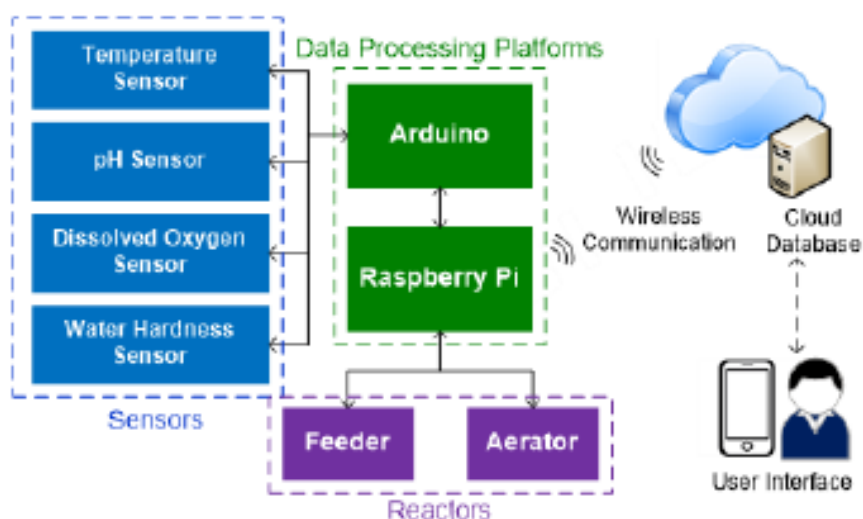 Temperature
Sensor
pH Sensor
Dissolved Oxygen
Sensor
Water Hardness
Sensor
Sensors
Data Processing Platforms
Arduino
Raspberry Pi
Feeder
Aerator
Reactors
Wireless
Communication
Cloud
Database
User Interface